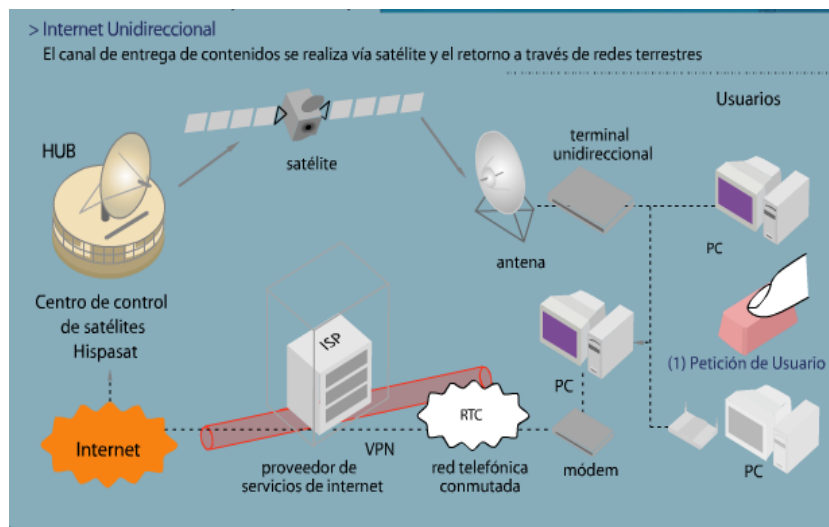 > Internet Unidireccional
El canal de entrega de contenidos se realiza vía satélite y el retorno a través de redes terrestres
Usuarios
HUB
satélite
terminal
unidireccional
antena
PC
Centro de control
de satélites
Hispasat
ISP
PC
(1) Petición de Usuario
Internet
VPN
RTC
proveedor de
servicios de internet
red telefónica
conmutada
módem
PC